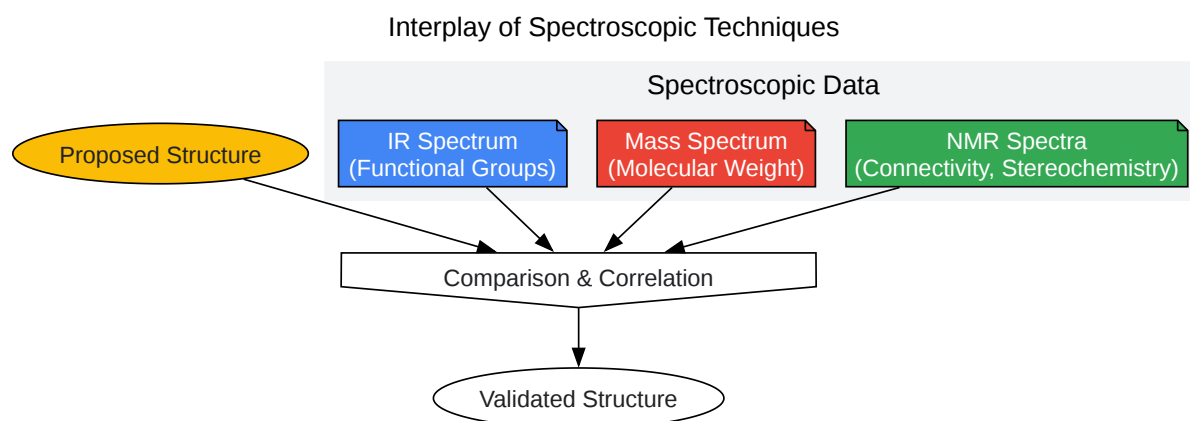 Interplay of Spectroscopic Techniques
Spectroscopic Data
Proposed Structure
IR Spectrum
(Functional Groups)
Mass Spectrum
(Molecular Weight)
NMR Spectra
(Connectivity, Stereochemistry)
Comparison & Correlation
Validated Structure